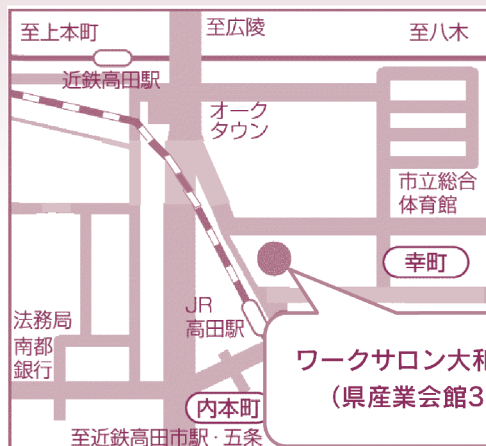 至上本町
至広陵
至八木
近鉄高田駅
オーク
タウン
市立総合
体育館
幸町
JR
高田駅
法務局
南都
銀行
ワークサロン大和
（県産業会館3
内本町
至近鉄高田市駅・五条